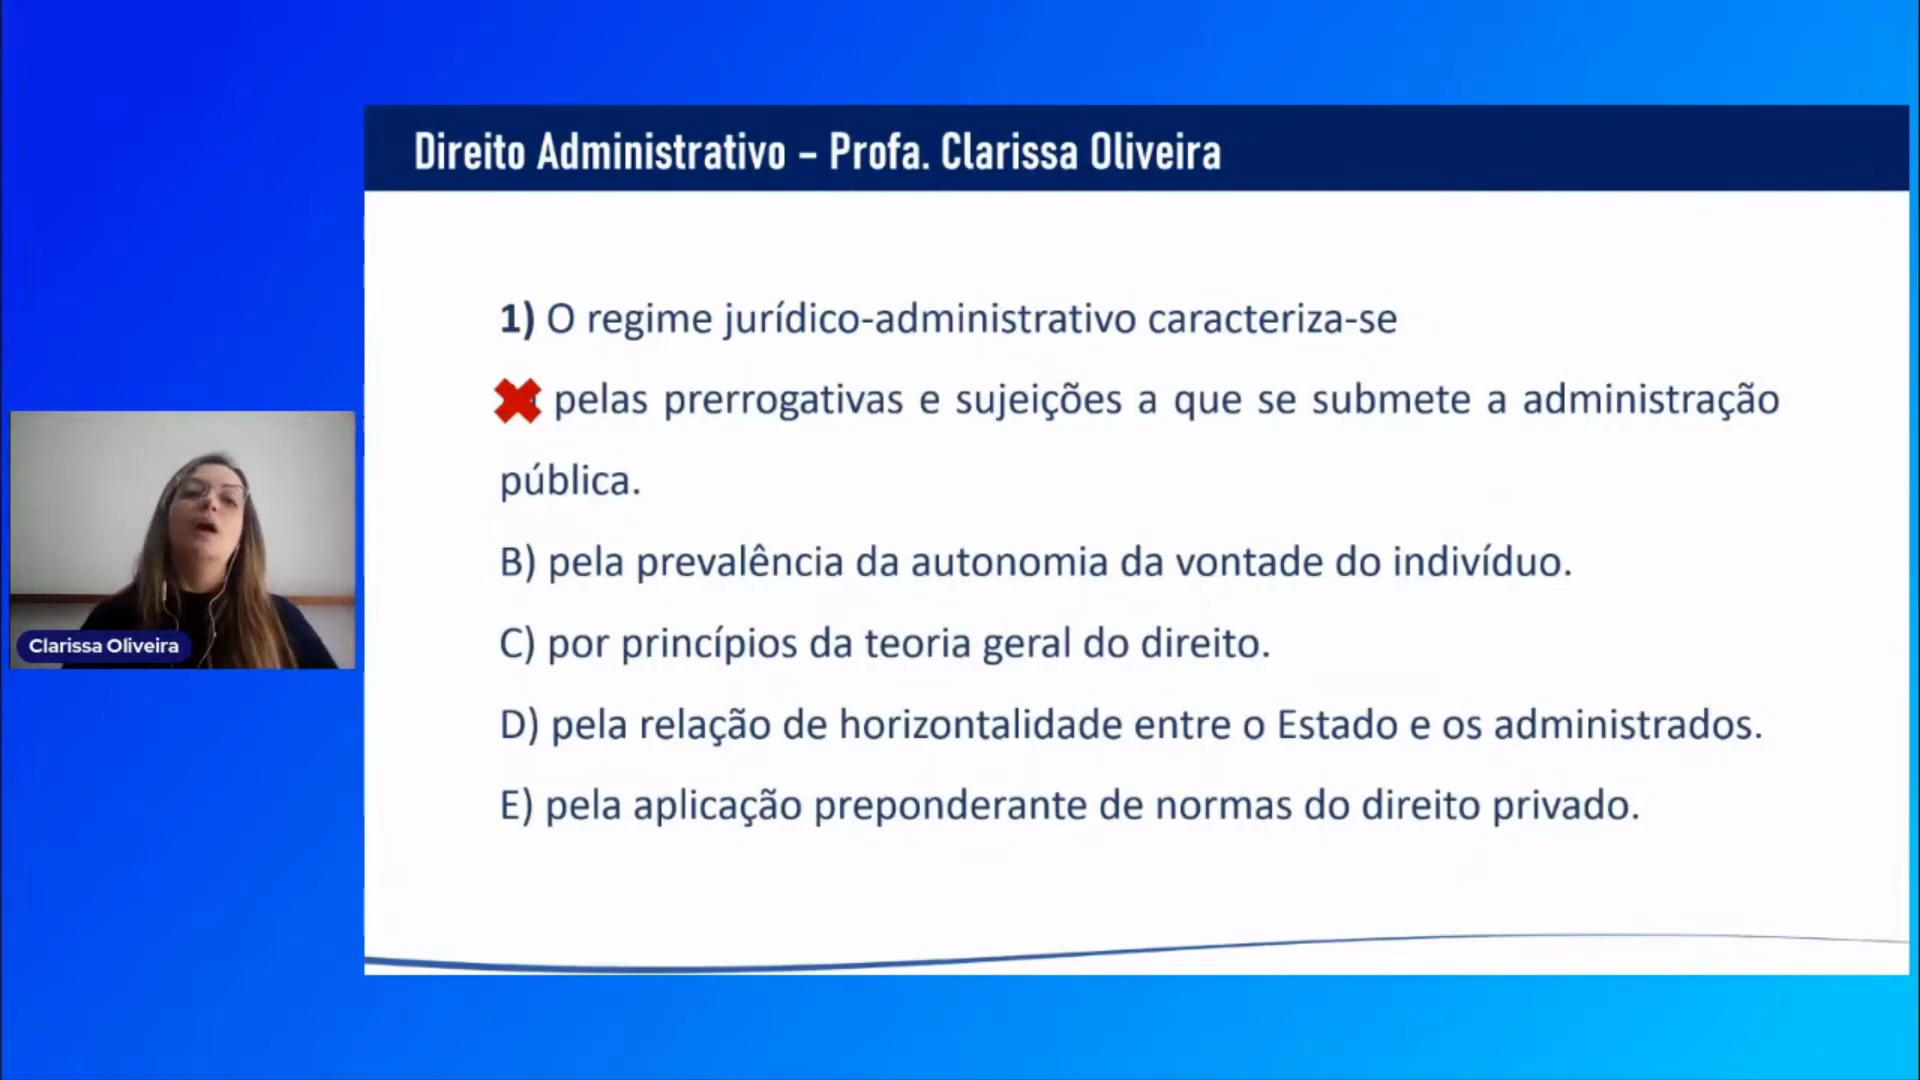 Direito Administrativo – Profa. Clarissa Oliveira
1) O regime jurídico-administrativo caracteriza-se
pelas prerrogativas e sujeições a que se submete a administração
pública.
B) pela prevalência da autonomia da vontade do indivíduo.
C) por princípios da teoria geral do direito.
D) pela relação de horizontalidade entre o Estado e os administrados.
E) pela aplicação preponderante de normas do direito privado.
Clarissa Oliveira